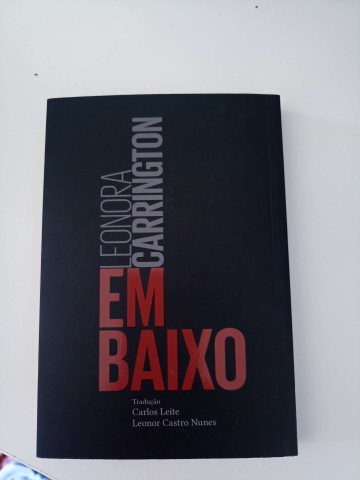 LEONORA
CARRINGTON
EM
BAIXO
Tradução
Carlos Leite
Leonor Castro Nunes